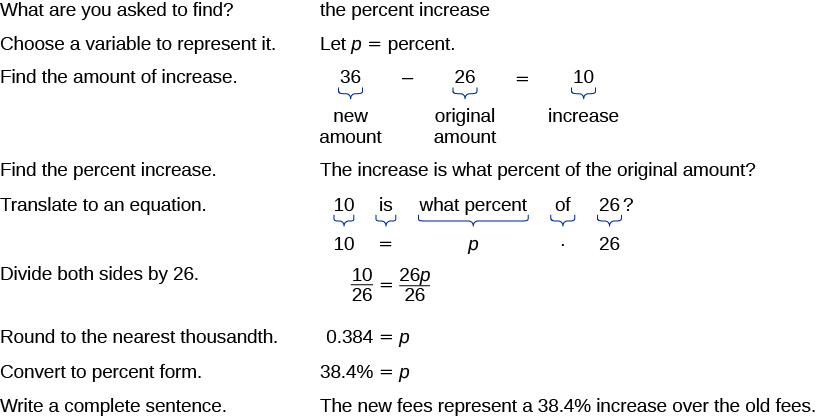 What are you asked to find? the percent increase
Choose a variable to represent it. Let p = percent.
Find the amount of increase. 36 − 26 = 10
new original increase
amount amount
Find the percent increase. The increase is what percent of the original amount?
Translate to an equation. 10 is what percent of 26?
10 = p · 26
Divide both sides by 26. 10/26 = 26p/26
Round to the nearest thousandth. 0.384 = p
Convert to percent form. 38.4% = p
Write a complete sentence. The new fees represent a 38.4% increase over the old fees.